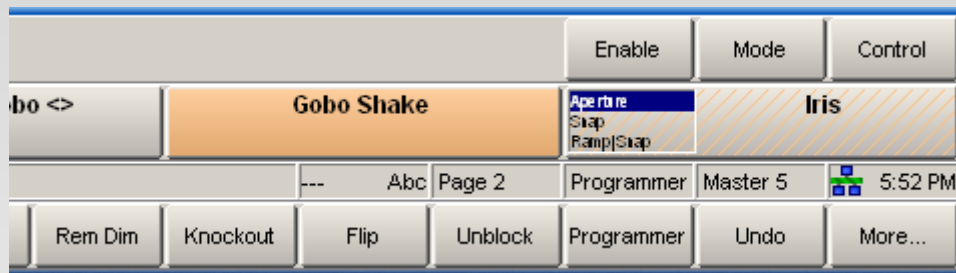 Enable Mode Control
bo <> Gobo Shake Aperture Iris
Snap
Ramp|Snap
--- Abc Page 2 Programmer Master 5 5:52 PM
Rem Dim Knockout Flip Unblock Programmer Undo More...